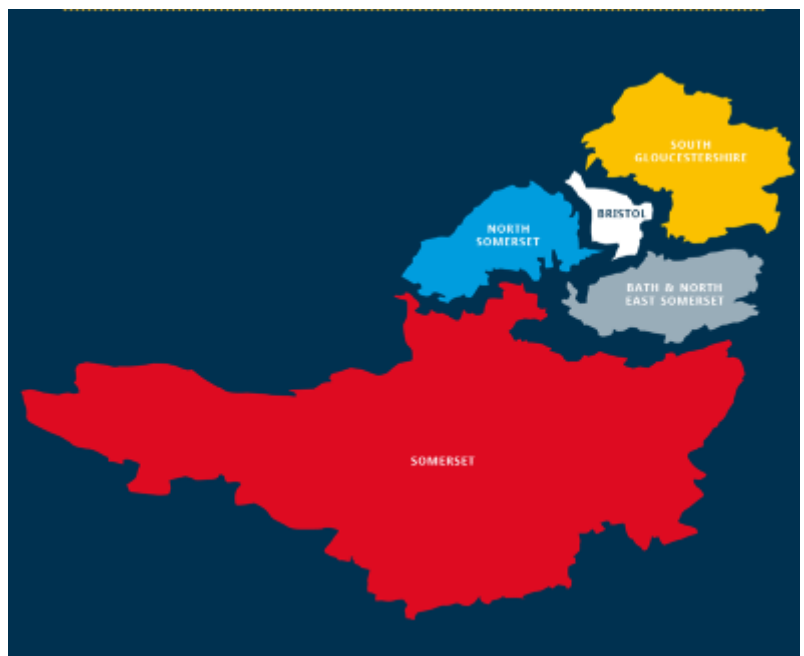 SOUTH
GLOUCESTERSHIRE
BRISTOL
NORTH
SOMERSET
BATH & NORTH
EAST SOMERSET
SOMERSET